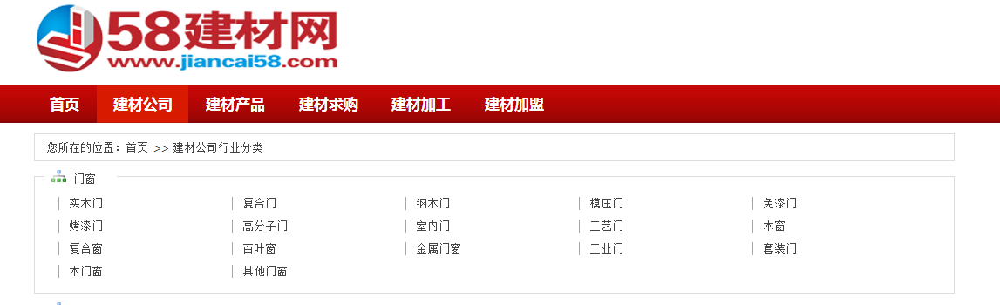 58建材网
www.jiancai58.com
首页 建材公司 建材产品 建材求购 建材加工 建材加盟
您所在的位置：首页 >> 建材公司行业分类
门窗
实木门 复合门 钢木门 模压门 免漆门
烤漆门 高分子门 室内门 工艺门 木窗
复合窗 百叶窗 金属门窗 工业门 套装门
木门窗 其他门窗